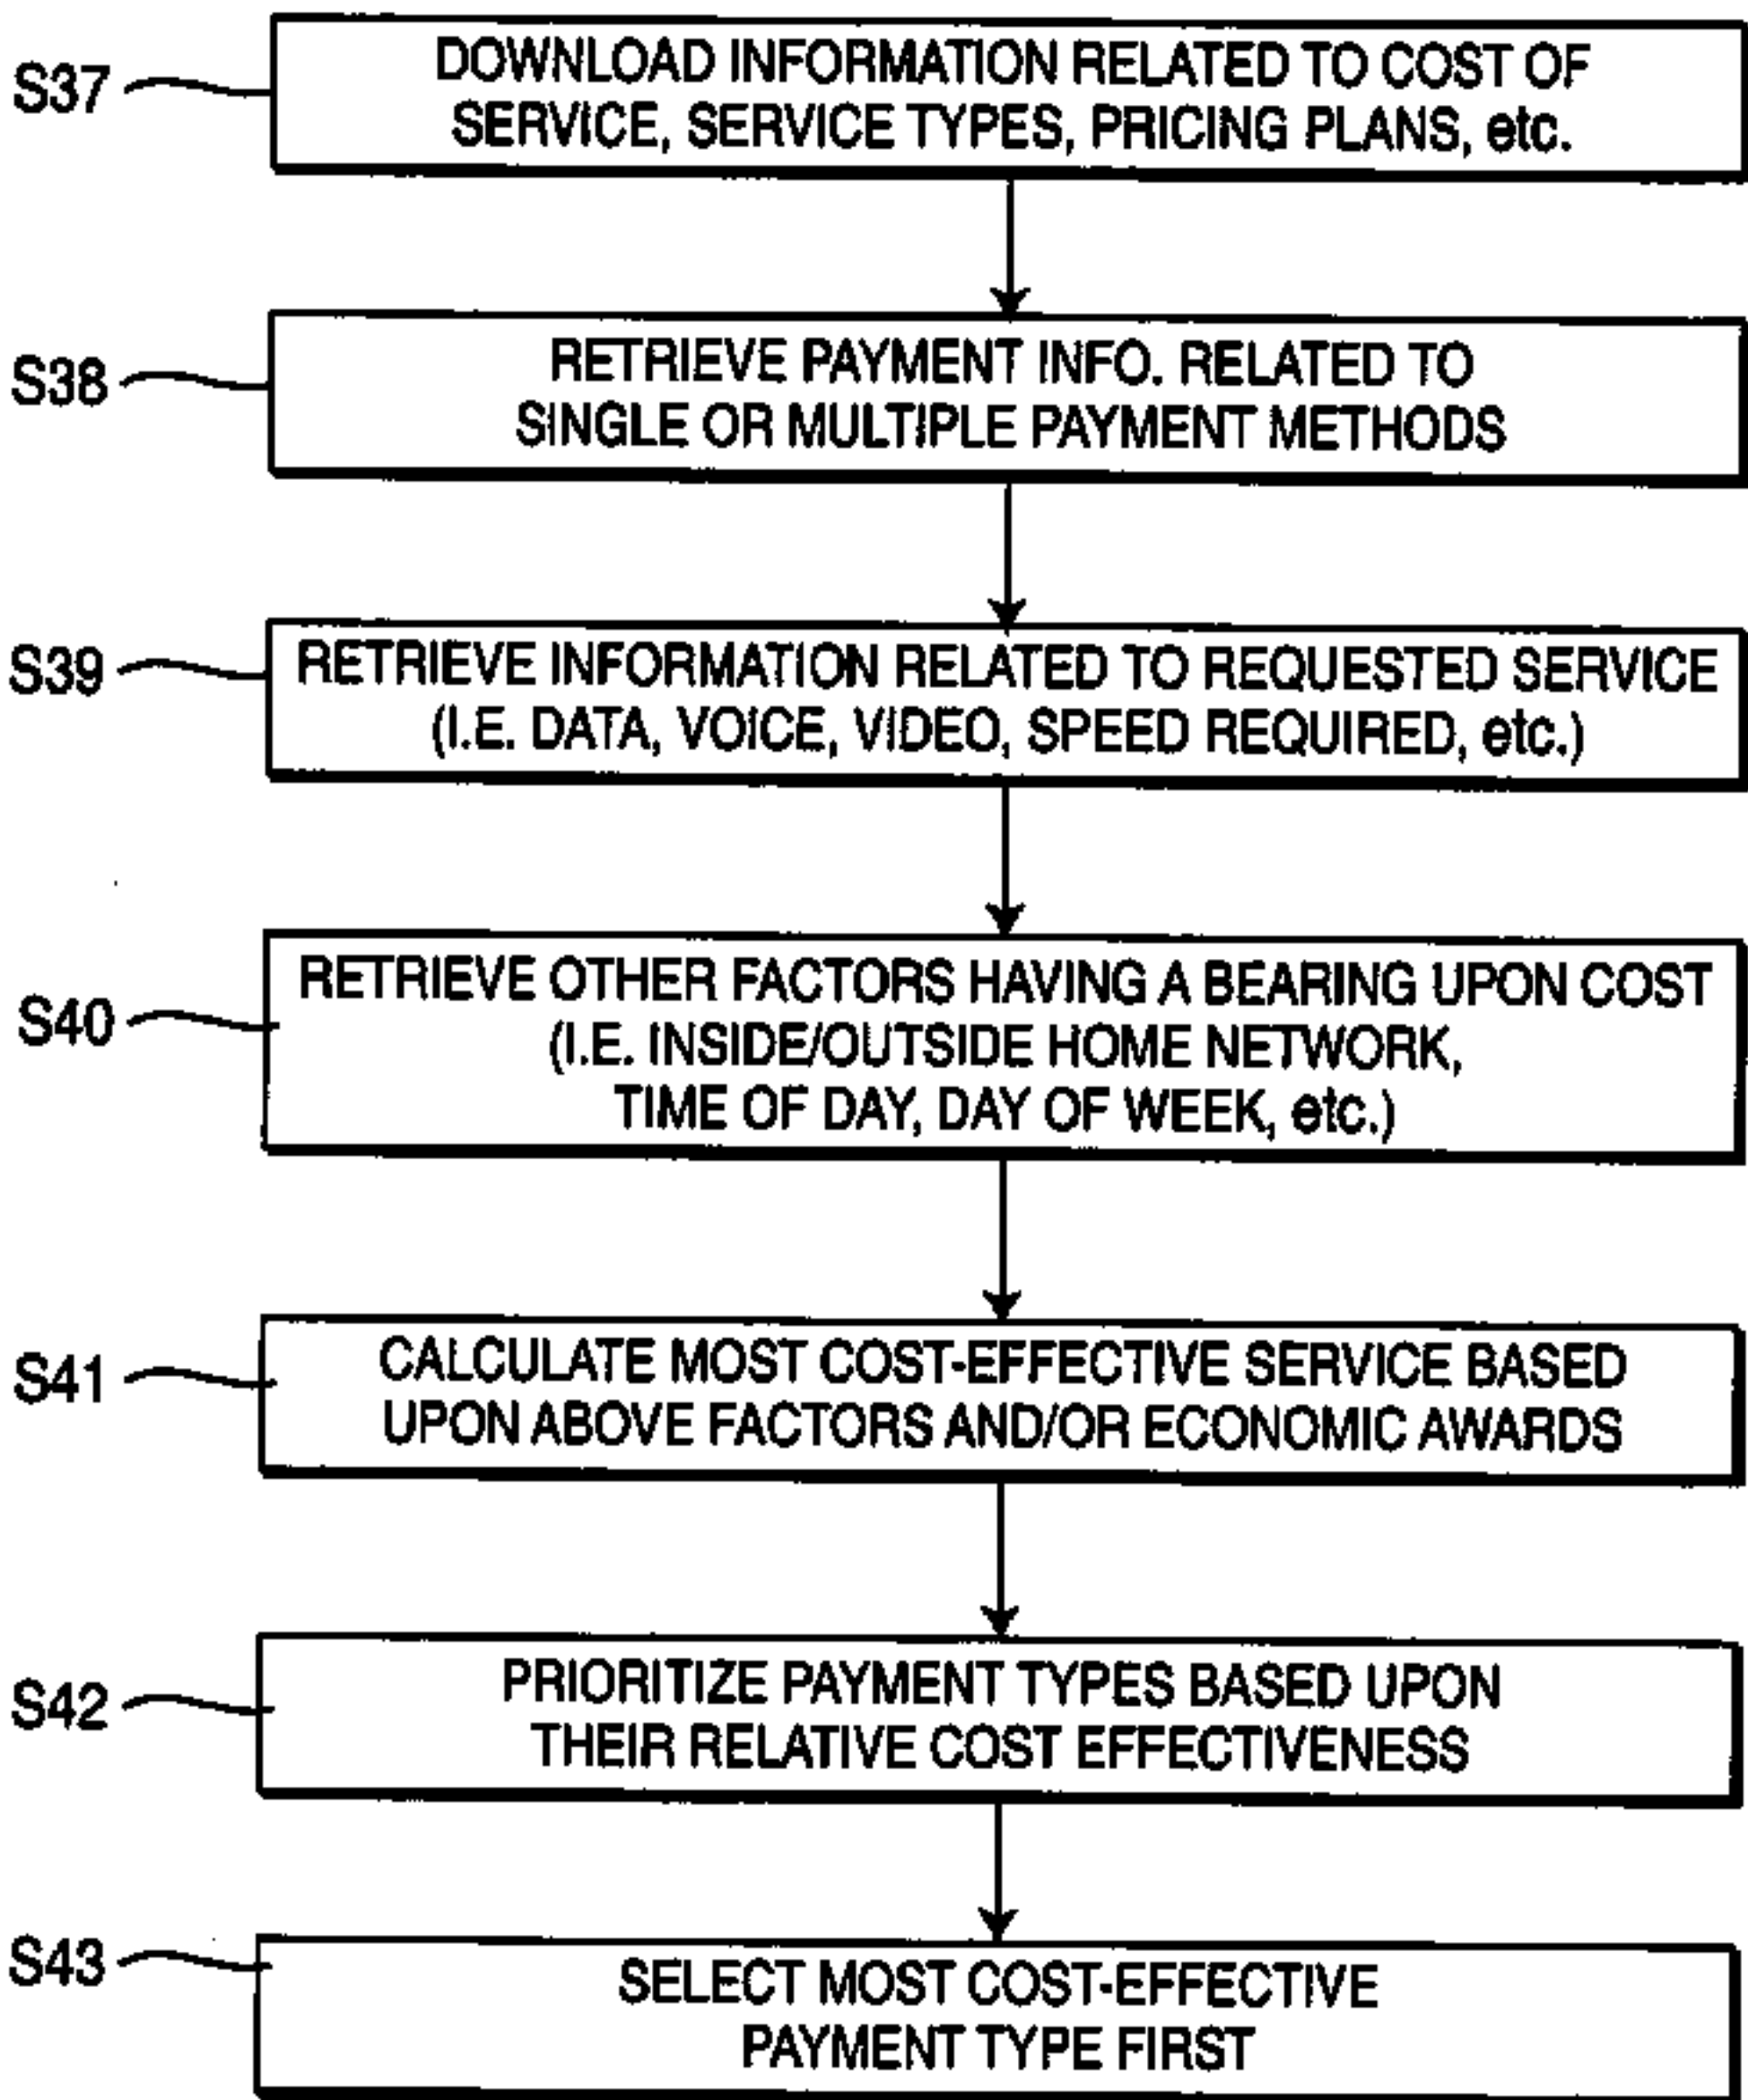 S37
DOWNLOAD INFORMATION RELATED TO COST OF
SERVICE, SERVICE TYPES, PRICING PLANS, etc.
S38
RETRIEVE PAYMENT INFO. RELATED TO
SINGLE OR MULTIPLE PAYMENT METHODS
S39
RETRIEVE INFORMATION RELATED TO REQUESTED SERVICE
(I.E. DATA, VOICE, VIDEO, SPEED REQUIRED, etc.)
S40
RETRIEVE OTHER FACTORS HAVING A BEARING UPON COST
(I.E. INSIDE/OUTSIDE HOME NETWORK,
TIME OF DAY, DAY OF WEEK, etc.)
S41
CALCULATE MOST COST-EFFECTIVE SERVICE BASED
UPON ABOVE FACTORS AND/OR ECONOMIC AWARDS
S42
PRIORITIZE PAYMENT TYPES BASED UPON
THEIR RELATIVE COST EFFECTIVENESS
S43
SELECT MOST COST-EFFECTIVE
PAYMENT TYPE FIRST